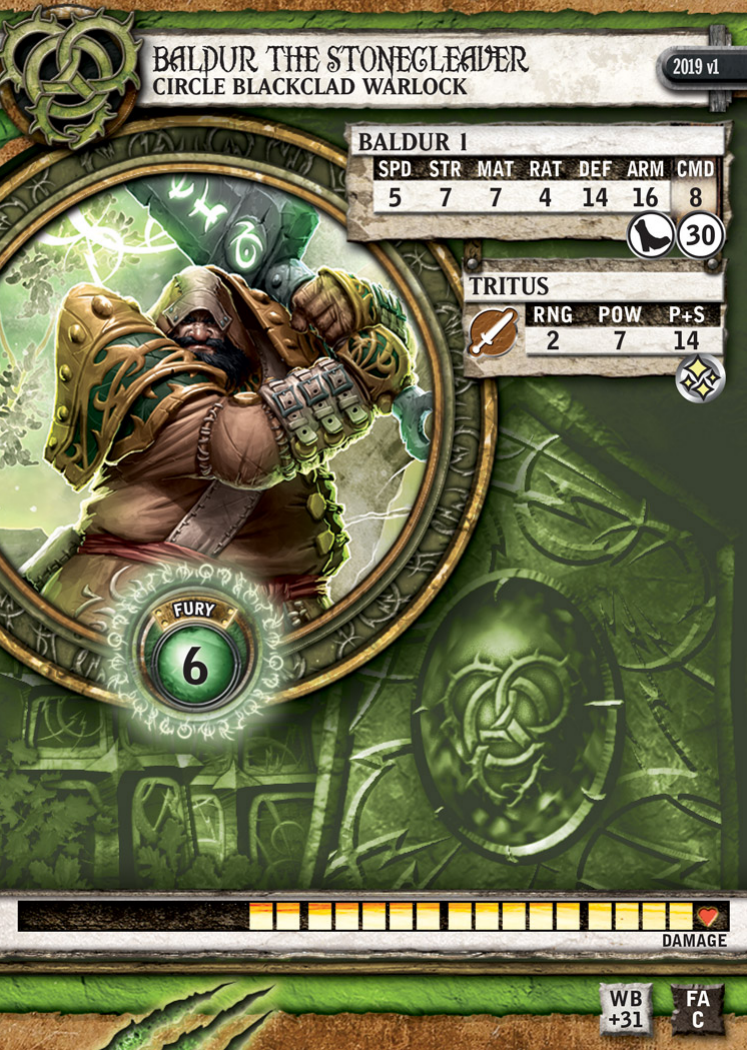 BALDUR THE STONECLEAVER
CIRCLE BLACKCLAD WARLOCK
2019 v1
BALDUR 1
SPD STR MAT RAT DEF ARM CMD
5 7 7 4 14 16 8
30
TRITUS
RNG POW P+S
2 7 14
FURY
6
DAMAGE
WB +31
FA C